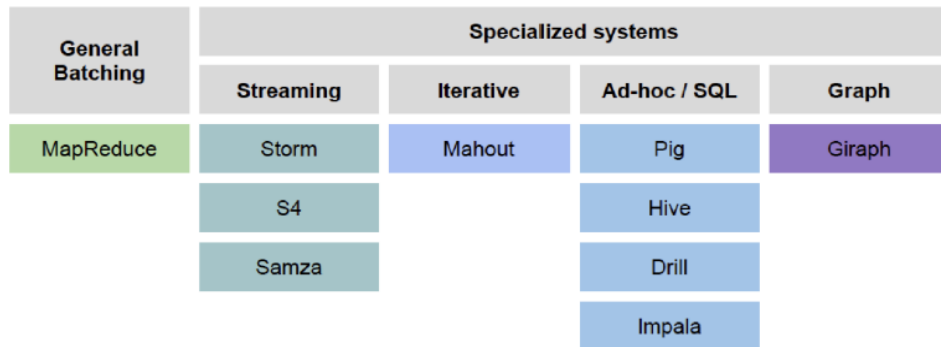 General
Batching
Specialized systems
Streaming
Iterative
Ad-hoc / SQL
Graph
MapReduce
Storm
Mahout
Pig
Giraph
S4
Hive
Samza
Drill
Impala